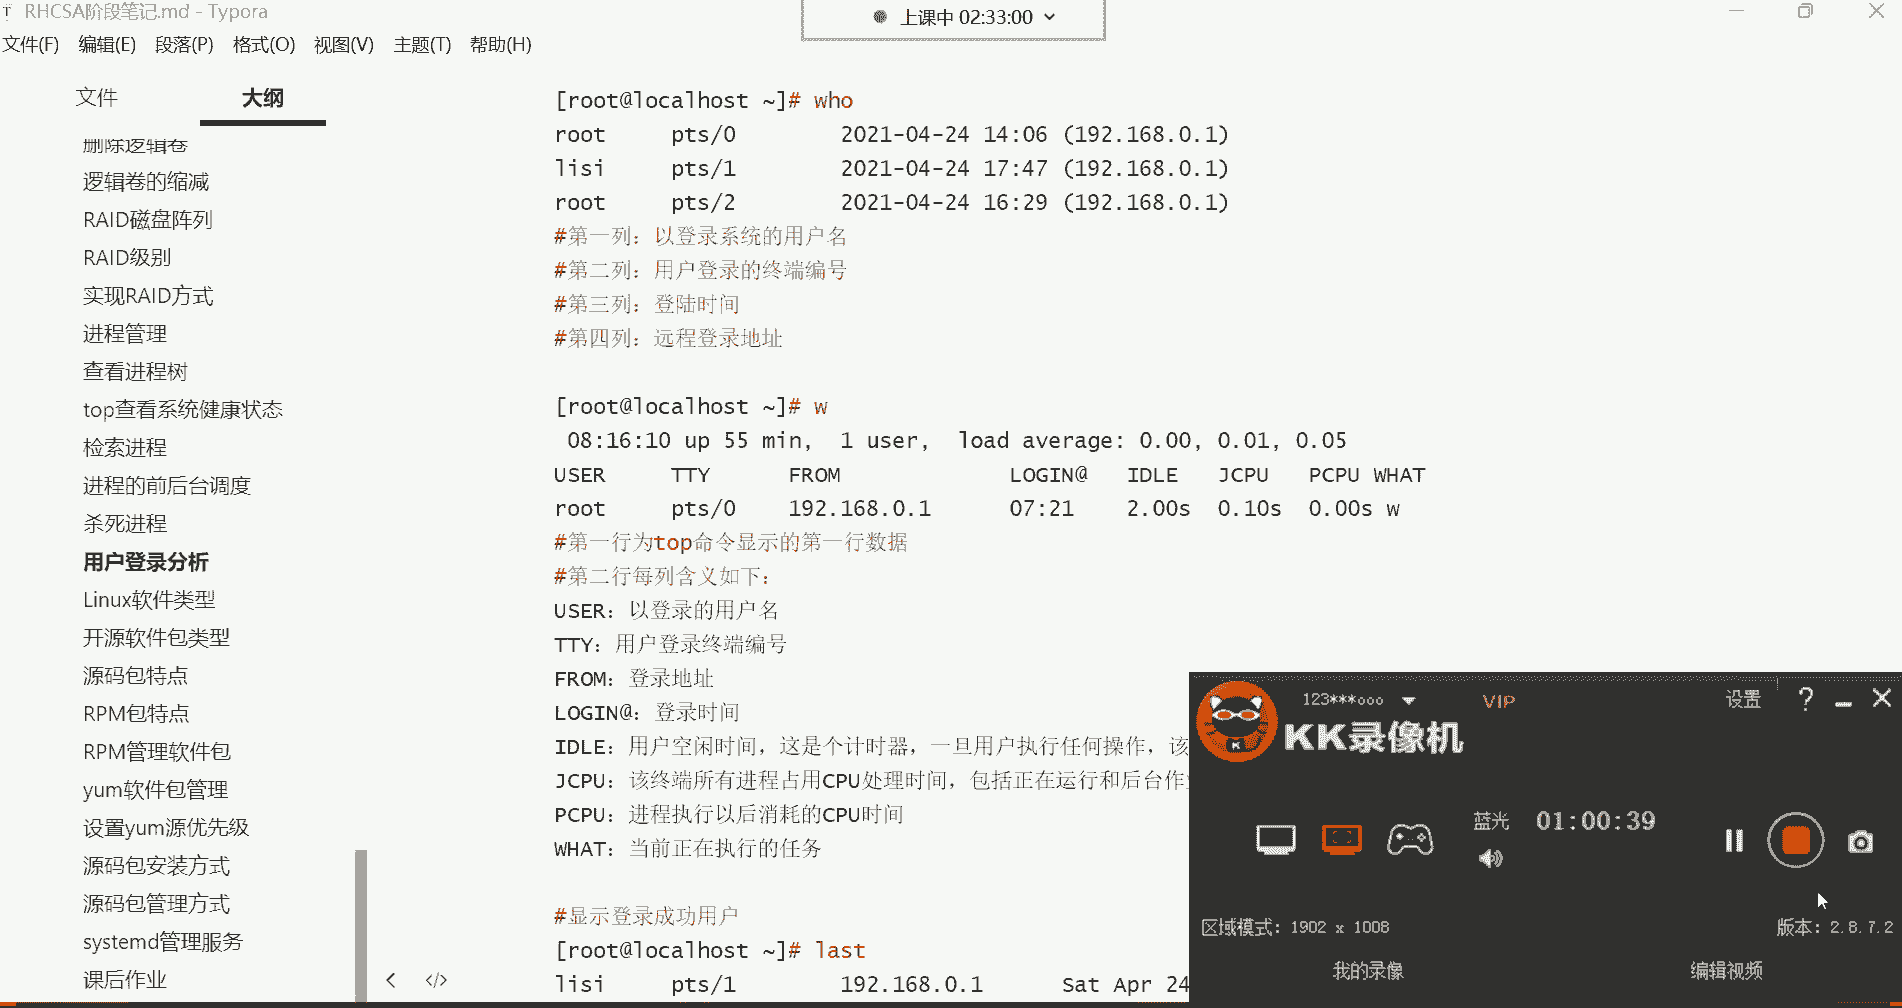 RHCSA阶段笔记.md - Typora
上课中 02:33:00
文件(F) 编辑(E) 段落(P) 格式(O) 视图(V) 主题(T) 帮助(H)
文件 大纲
删除逻辑卷
逻辑卷的缩减
RAID磁盘阵列
RAID级别
实现RAID方式
进程管理
查看进程树
top查看系统健康状态
检索进程
进程的前后台调度
杀死进程
用户登录分析
Linux软件类型
开源软件包类型
源码包特点
RPM包特点
RPM管理软件包
yum软件包管理
设置yum源优先级
源码包安装方式
源码包管理方式
systemd管理服务
课后作业
[root@localhost ~]# who
root pts/0 2021-04-24 14:06 (192.168.0.1)
lisi pts/1 2021-04-24 17:47 (192.168.0.1)
root pts/2 2021-04-24 16:29 (192.168.0.1)
#第一列：以登录系统的用户名
#第二列：用户登录的终端编号
#第三列：登陆时间
#第四列：远程登录地址
[root@localhost ~]# w
08:16:10 up 55 min, 1 user, load average: 0.00, 0.01, 0.05
USER TTY FROM LOGIN@ IDLE JCPU PCPU WHAT
root pts/0 192.168.0.1 07:21 2.00s 0.10s 0.00s w
#第一行为top命令显示的第一行数据
#第二行每列含义如下：
USER：以登录的用户名
TTY：用户登录终端编号
FROM：登录地址
LOGIN@：登录时间
IDLE：用户空闲时间，这是个计时器，一旦用户执行任何操作，该
JCPU：该终端所有进程占用CPU处理时间，包括正在运行和后台作
PCPU：进程执行以后消耗的CPU时间
WHAT：当前正在执行的任务
#显示登录成功用户
[root@localhost ~]# last
lisi pts/1 192.168.0.1 Sat Apr 24
123***ooo VIP 设置
KK录像机
蓝光 01:00:39
区域模式：1902 x 1008 版本：2.8.7.2
我的录像 编辑视频